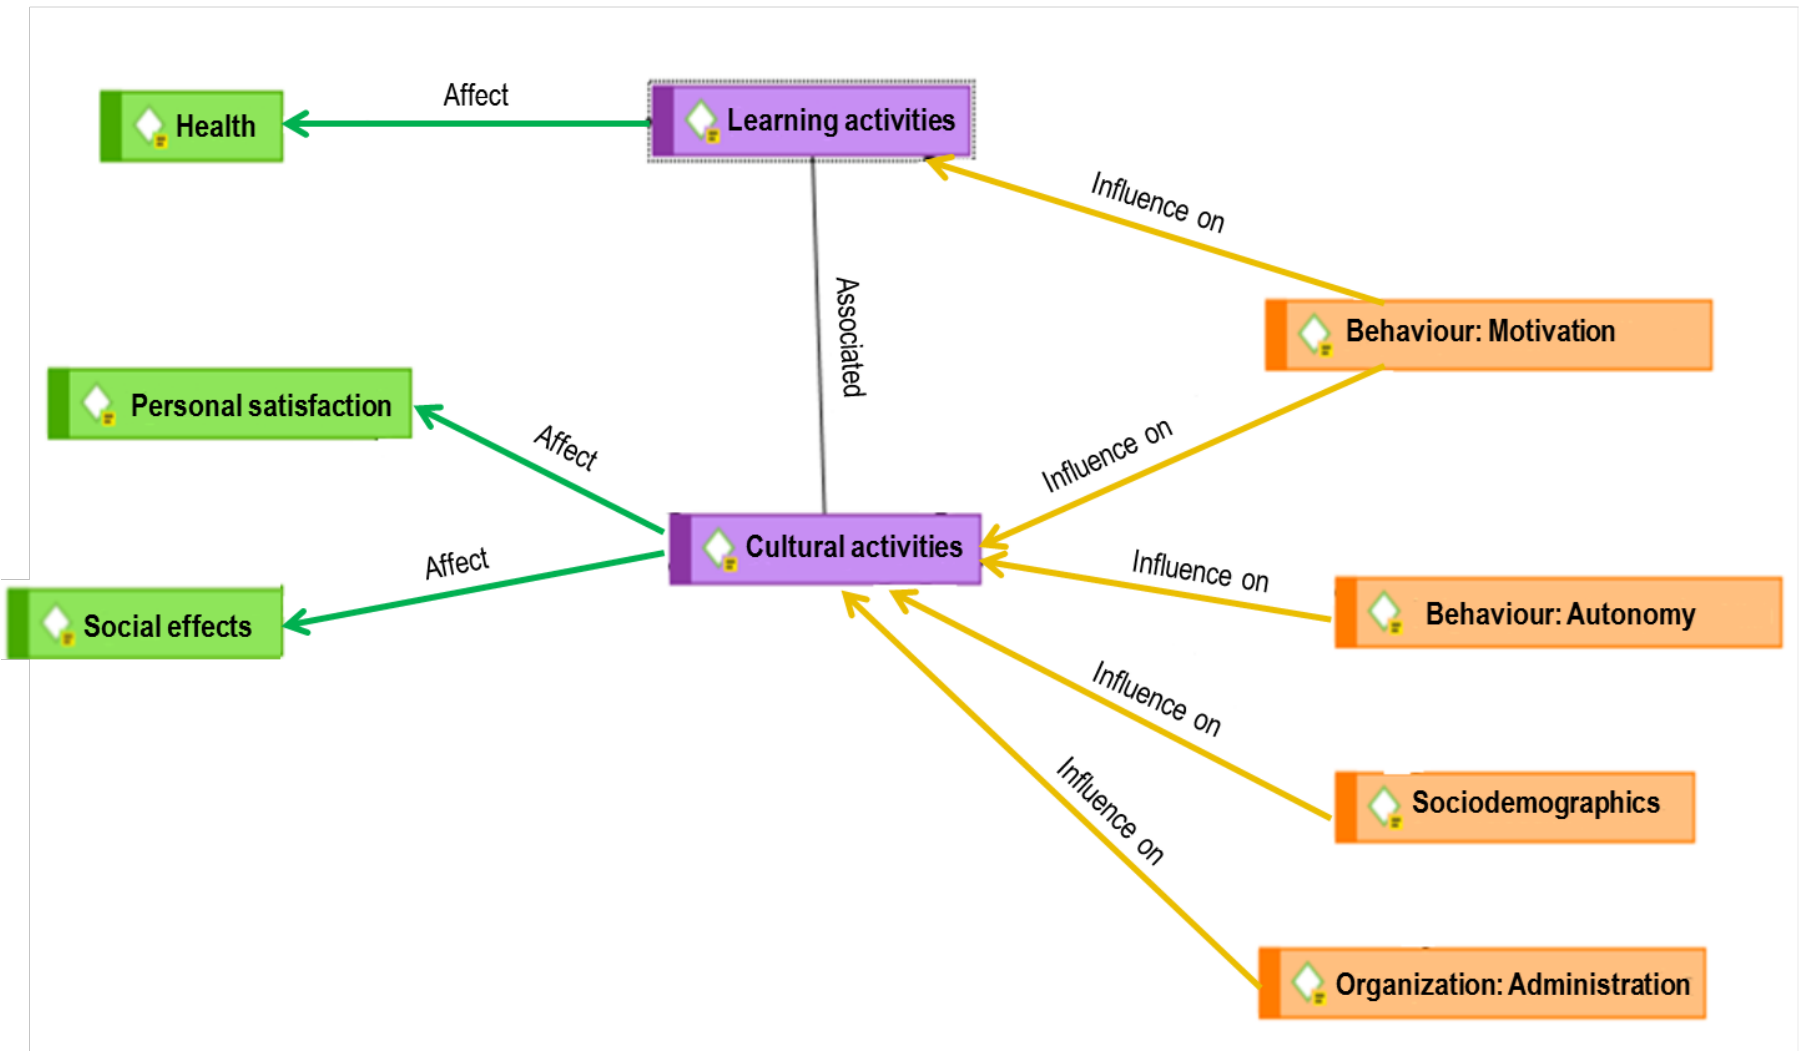 Affect
Health
Learning activities
Influence on
Associated
Behaviour: Motivation
Personal satisfaction
Affect
Influence on
Cultural activities
Affect
Influence on
Social effects
Behaviour: Autonomy
Influence on
Sociodemographics
Influence on
Organization: Administration